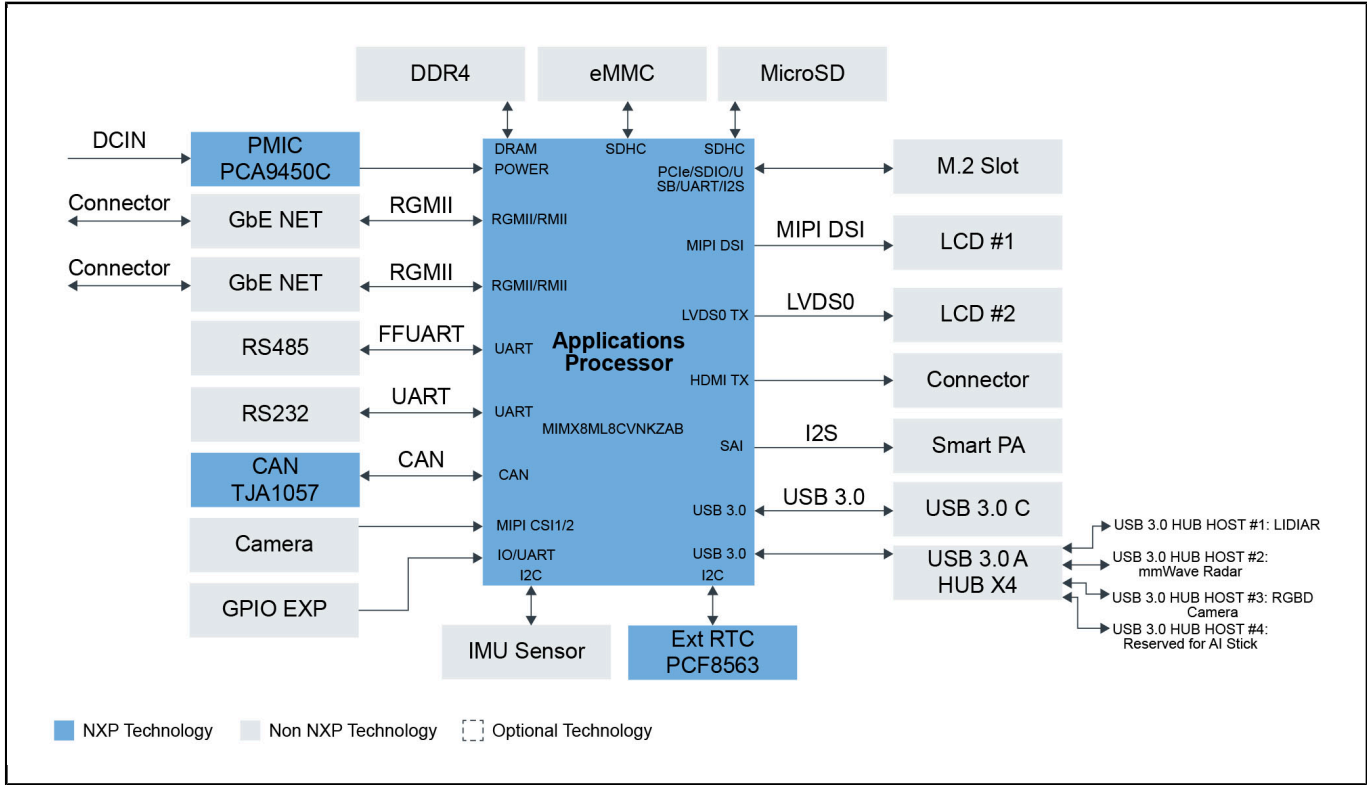 DDR4
eMMC
MicroSD
DCIN
PMIC
PCA9450C
DRAM
POWER
SDHC
SDHC
PCIe/SDIO/U
SB/UART/I2S
M.2 Slot
Connector
GbE NET
RGMII
RGMII/RMII
MIPI DSI
MIPI DSI
LCD #1
Connector
GbE NET
RGMII
RGMII/RMII
LVDS0 TX
LVDS0
LCD #2
RS485
FFUART
UART
Applications
Processor
HDMI TX
Connector
RS232
UART
UART
MIMX8ML8CVNKZAB
SAI
I2S
Smart PA
CAN
TJA1057
CAN
CAN
USB 3.0
USB 3.0
USB 3.0 C
Camera
MIPI CSI1/2
IO/UART
I2C
USB 3.0
I2C
USB 3.0 A
HUB X4
USB 3.0 HUB HOST #1: LIDIAR
USB 3.0 HUB HOST #2:
mmWave Radar
USB 3.0 HUB HOST #3: RGBD
Camera
USB 3.0 HUB HOST #4:
Reserved for AI Stick
GPIO EXP
IMU Sensor
Ext RTC
PCF8563
NXP Technology
Non NXP Technology
Optional Technology